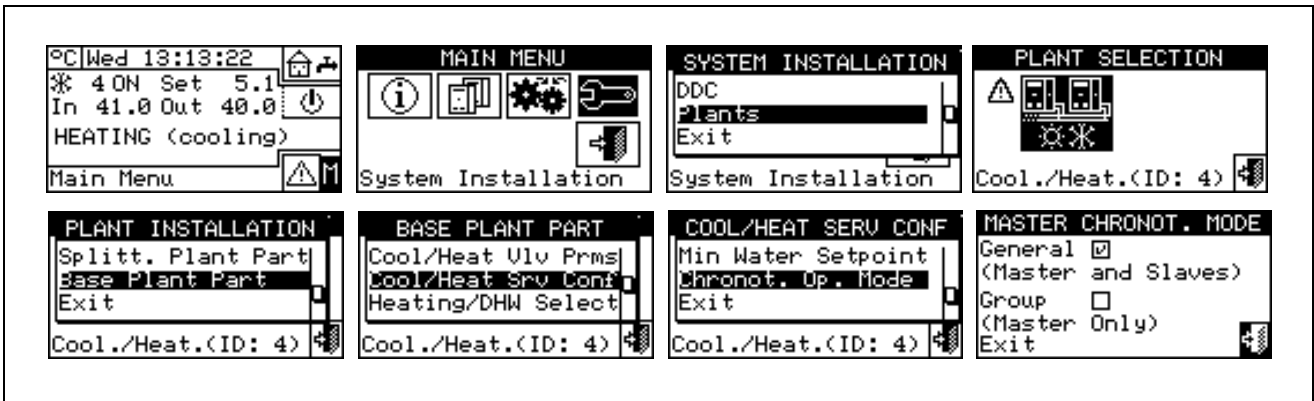 °C Wed 13:13:22
4 ON Set 5.1
In 41.0 Out 40.0
HEATING (cooling)
Main Menu M
MAIN MENU
System Installation
SYSTEM INSTALLATION
DDC
Plants
Exit
System Installation
PLANT SELECTION
Cool./Heat.(ID: 4)
PLANT INSTALLATION
Splitt. Plant Part
Base Plant Part
Exit
Cool./Heat.(ID: 4)
BASE PLANT PART
Cool/Heat Vlv Prms
Cool/Heat Srv Conf
Heating/DHW Select
Cool./Heat.(ID: 4)
COOL/HEAT SERV CONF
Min Water Setpoint
Chronot. Op. Mode
Exit
Cool./Heat.(ID: 4)
MASTER CHRONOT. MODE
General
(Master and Slaves)
Group
(Master Only)
Exit